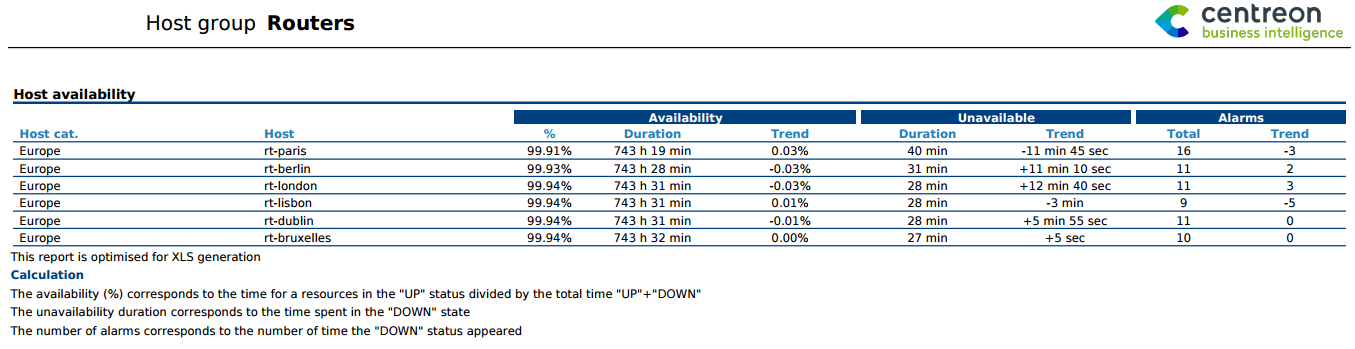 Host group Routers
centreon
business intelligence
Host availability
Availability Unavailable Alarms
Host cat. Host % Duration Trend Duration Trend Total Trend
Europe rt-paris 99.91% 743 h 19 min 0.03% 40 min -11 min 45 sec 16 -3
Europe rt-berlin 99.93% 743 h 28 min -0.03% 31 min +11 min 10 sec 11 2
Europe rt-london 99.94% 743 h 31 min -0.03% 28 min +12 min 40 sec 11 3
Europe rt-lisbon 99.94% 743 h 31 min 0.01% 28 min -3 min 9 -5
Europe rt-dublin 99.94% 743 h 31 min -0.01% 28 min +5 min 55 sec 11 0
Europe rt-bruxelles 99.94% 743 h 32 min 0.00% 27 min +5 sec 10 0
This report is optimised for XLS generation
Calculation
The availability (%) corresponds to the time for a resources in the "UP" status divided by the total time "UP"+"DOWN"
The unavailability duration corresponds to the time spent in the "DOWN" state
The number of alarms corresponds to the number of time the "DOWN" status appeared